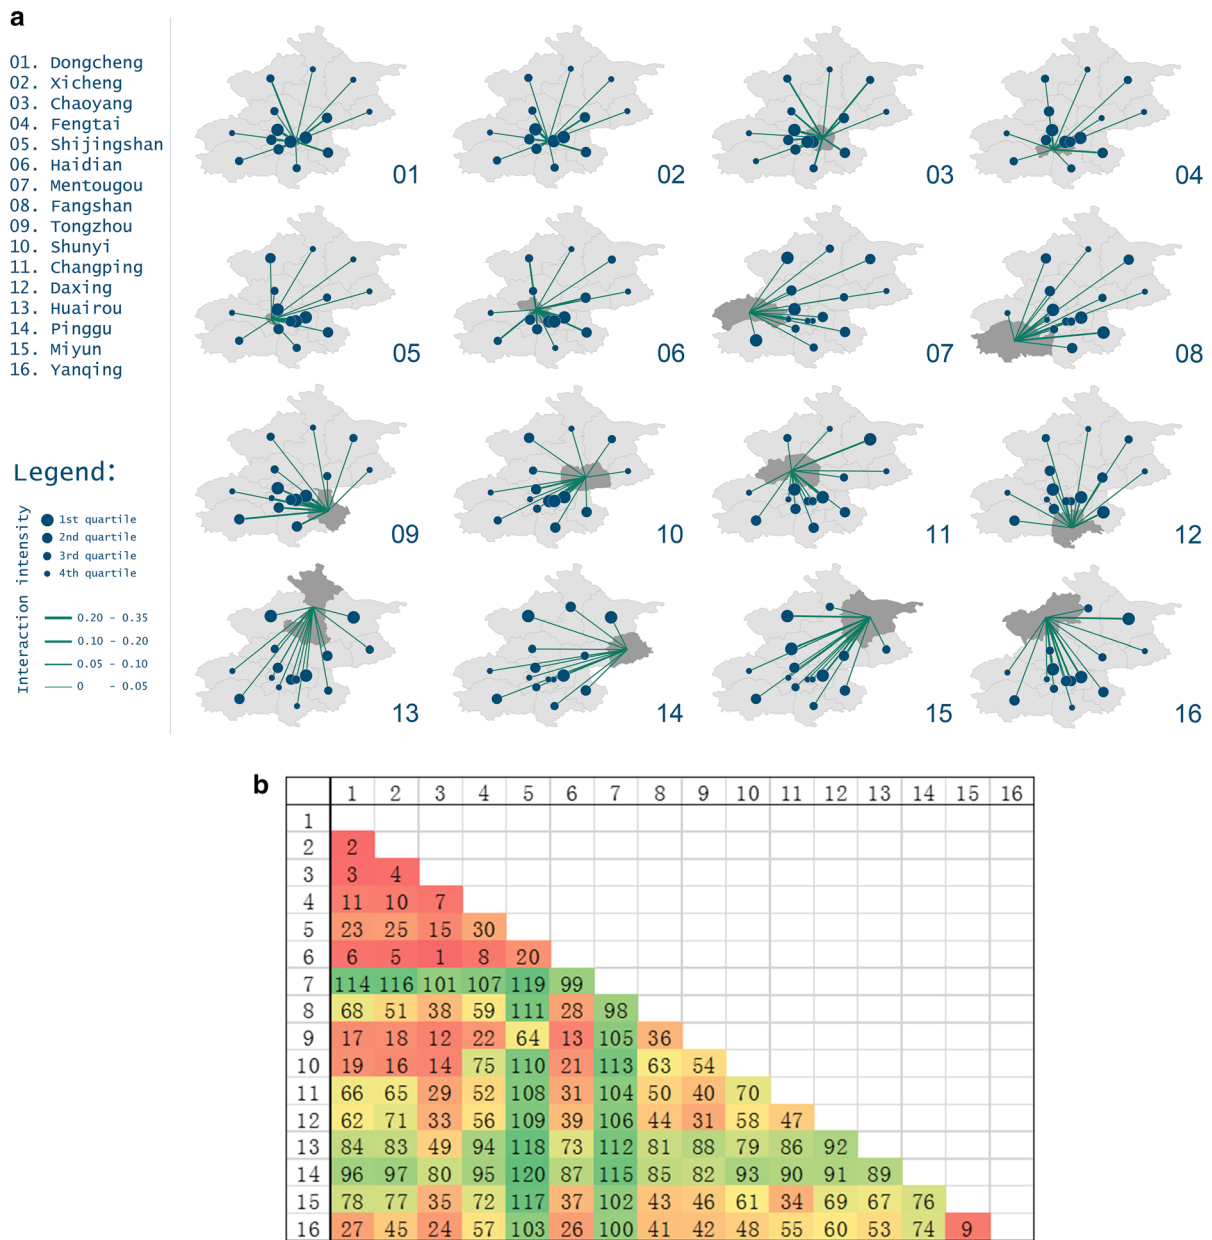 a
01. Dongcheng
02. Xicheng
03. Chaoyang
04. Fengtai
05. Shijingshan
06. Haidian
07. Mentougou
08. Fangshan
09. Tongzhou
10. Shunyi
11. Changping
12. Daxing
13. Huairou
14. Pinggu
15. Miyun
16. Yanqing
01 02 03 04
05 06 07 08
09 10 11 12
13 14 15 16
Legend:
Interaction intensity
1st quartile
2nd quartile
3rd quartile
4th quartile
0.20 - 0.35
0.10 - 0.20
0.05 - 0.10
0 - 0.05
b
1 2 3 4 5 6 7 8 9 10 11 12 13 14 15 16
1
2 2
3 3 4
4 11 10 7
5 23 25 15 30
6 6 5 1 8 20
7 114 116 101 107 119 99
8 68 51 38 59 111 28 98
9 17 18 12 22 64 13 105 36
10 19 16 14 75 110 21 113 63 54
11 66 65 29 52 108 31 104 50 40 70
12 62 71 33 56 109 39 106 44 31 58 47
13 84 83 49 94 118 73 112 81 88 79 86 92
14 96 97 80 95 120 87 115 85 82 93 90 91 89
15 78 77 35 72 117 37 102 43 46 61 34 69 67 76
16 27 45 24 57 103 26 100 41 42 48 55 60 53 74 9